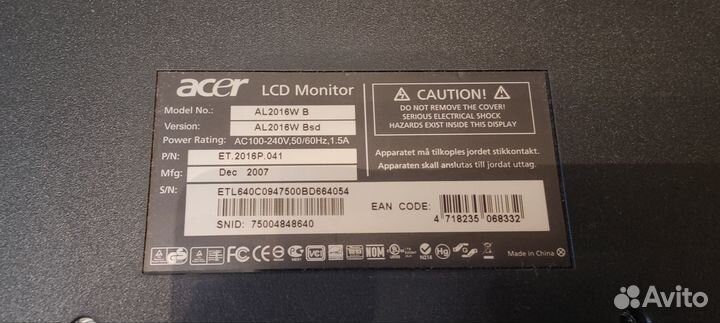 acer LCD Monitor
Model No.: AL2016W B
Version: AL2016W Bsd
Power Rating: AC100-240V,50/60Hz,1.5A
P/N: ET.2016P.041
Mfg: Dec 2007
S/N: ETL640C0947500BD664054
SNID: 75004848640
CAUTION!
DO NOT REMOVE THE COVER!
SERIOUS ELECTRICAL SHOCK
HAZARDS EXIST INSIDE THIS DISPLAY
Apparatet må tilkoples jordet stikkontakt.
Apparaten skall anslutas till jordat uttag.
EAN CODE:
4 718235 068332
Made in China
Avito